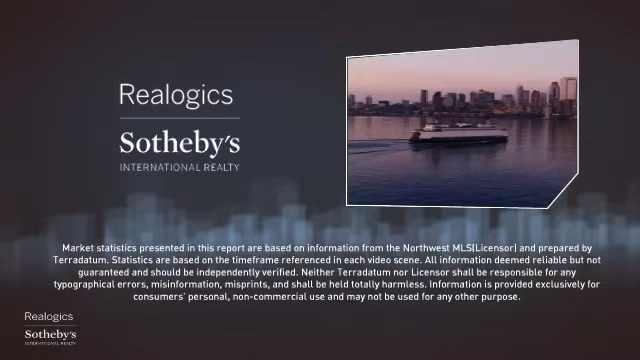 Realogics
Sotheby's
INTERNATIONAL REALTY
Market statistics presented in this report are based on information from the Northwest MLS(Licensor) and prepared by
Terradatum. Statistics are based on the timeframe referenced in each video scene. All information deemed reliable but not
guaranteed and should be independently verified. Neither Terradatum nor Licensor shall be responsible for any
typographical errors, misinformation, misprints, and shall be held totally harmless. Information is provided exclusively for
consumers' personal, non-commercial use and may not be used for any other purpose.
Realogics
Sotheby's
INTERNATIONAL REALTY